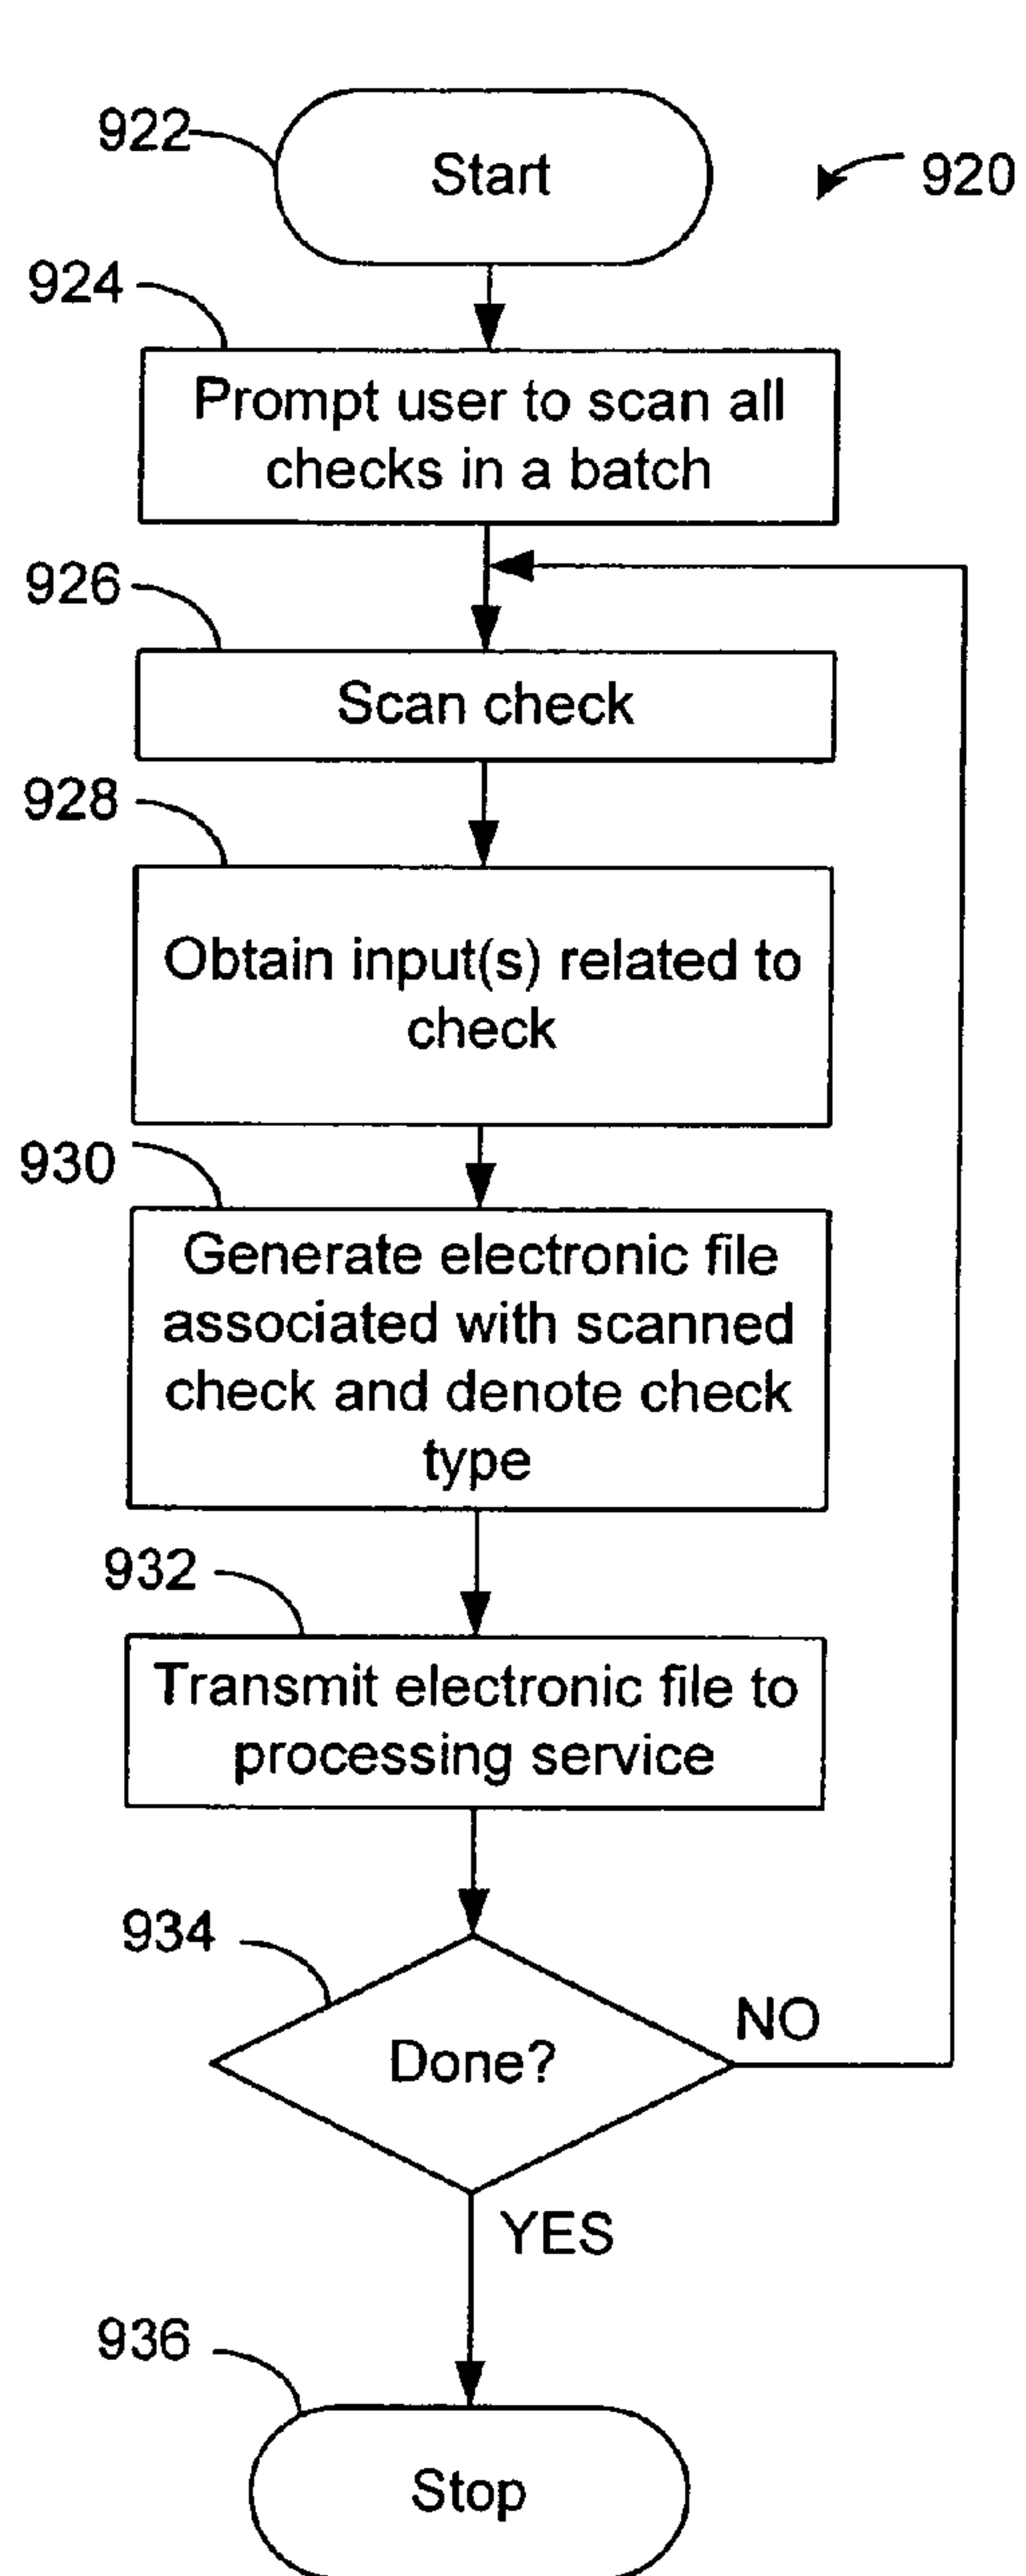 922
Start
920
924
Prompt user to scan all
checks in a batch
926
Scan check
928
Obtain input(s) related to
check
930
Generate electronic file
associated with scanned
check and denote check
type
932
Transmit electronic file to
processing service
934
Done?
NO
YES
936
Stop